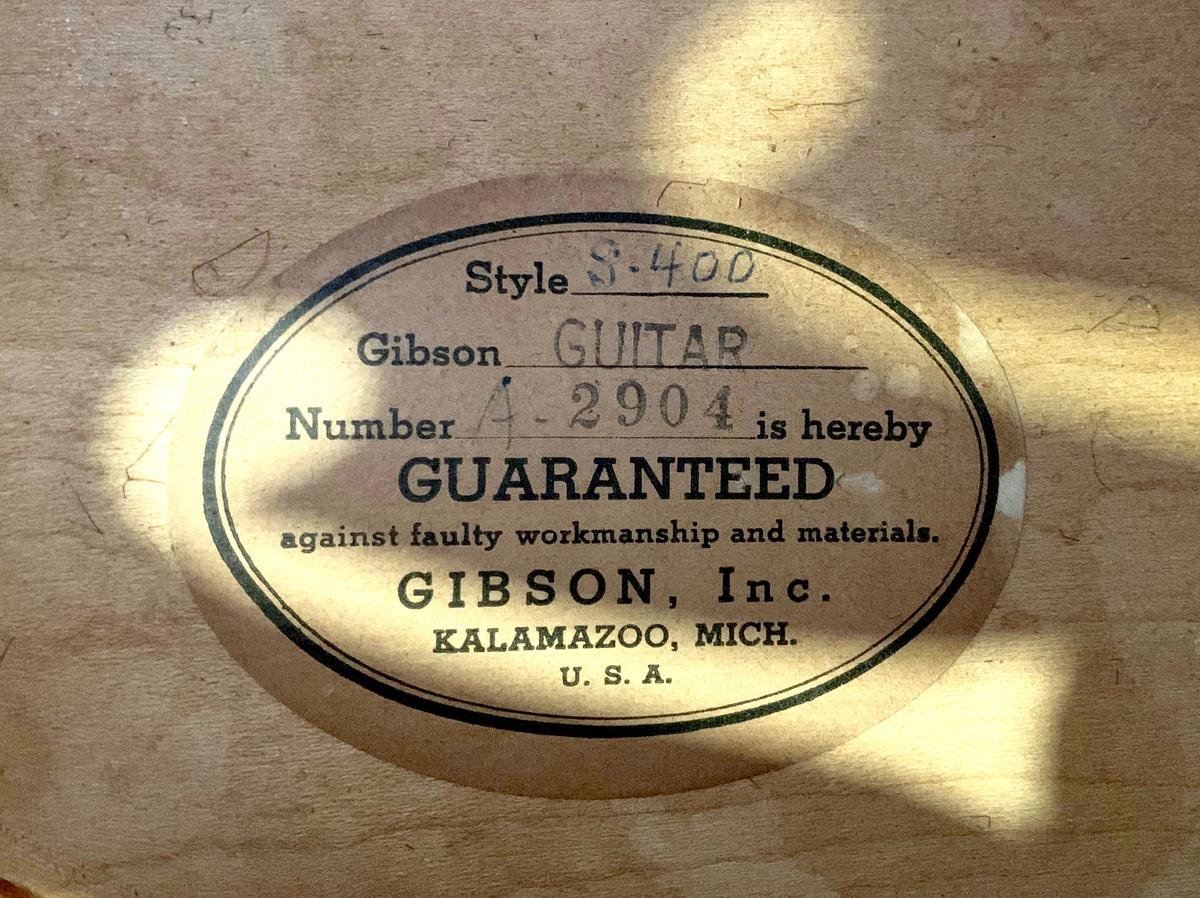 Style S-400
Gibson GUITAR
Number A-2904 is hereby
GUARANTEED
against faulty workmanship and materials.
GIBSON, Inc.
KALAMAZOO, MICH.
U. S. A.